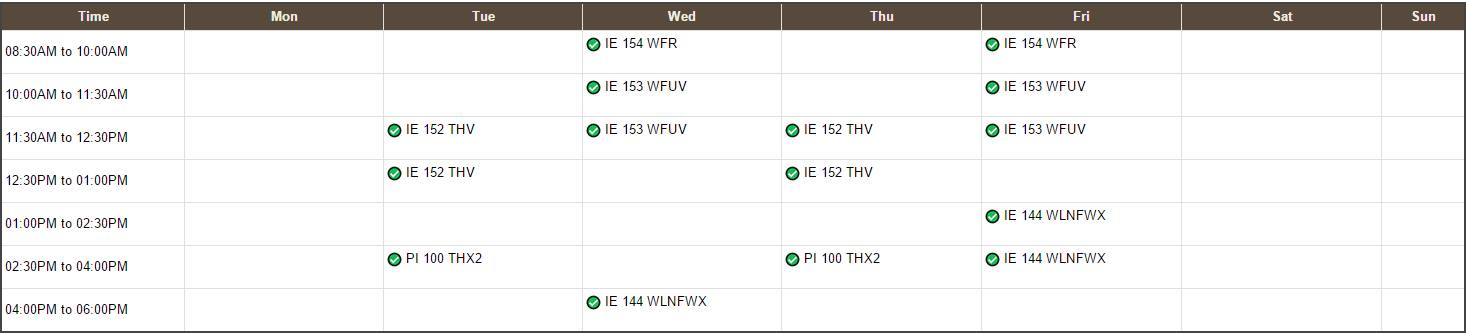 Time Mon Tue Wed Thu Fri Sat Sun
08:30AM to 10:00AM IE 154 WFR IE 154 WFR
10:00AM to 11:30AM IE 153 WFUV IE 153 WFUV
11:30AM to 12:30PM IE 152 THV IE 153 WFUV IE 152 THV IE 153 WFUV
12:30PM to 01:00PM IE 152 THV IE 152 THV
01:00PM to 02:30PM IE 144 WLNFWX
02:30PM to 04:00PM PI 100 THX2 PI 100 THX2 IE 144 WLNFWX
04:00PM to 06:00PM IE 144 WLNFWX